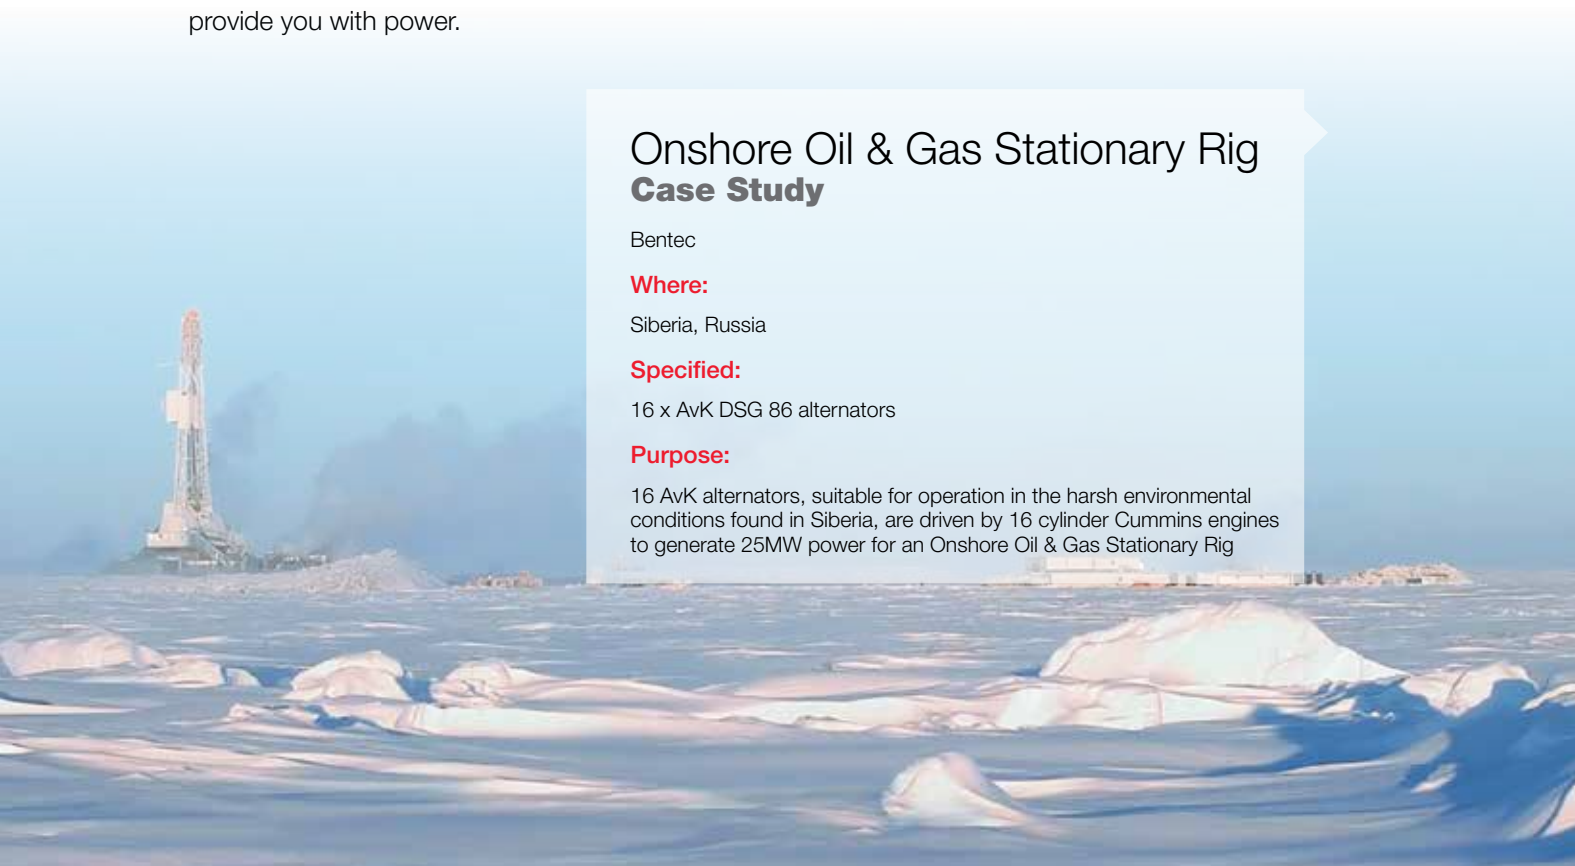 provide you with power.
Onshore Oil & Gas Stationary Rig
Case Study
Bentec
Where:
Siberia, Russia
Specified:
16 x AvK DSG 86 alternators
Purpose:
16 AvK alternators, suitable for operation in the harsh environmental
conditions found in Siberia, are driven by 16 cylinder Cummins engines
to generate 25MW power for an Onshore Oil & Gas Stationary Rig